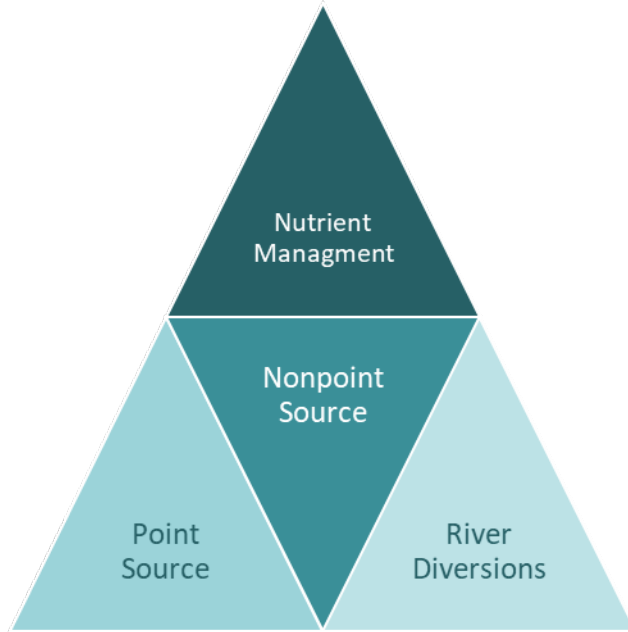 Nutrient
Managment
Nonpoint
Source
Point
Source
River
Diversions